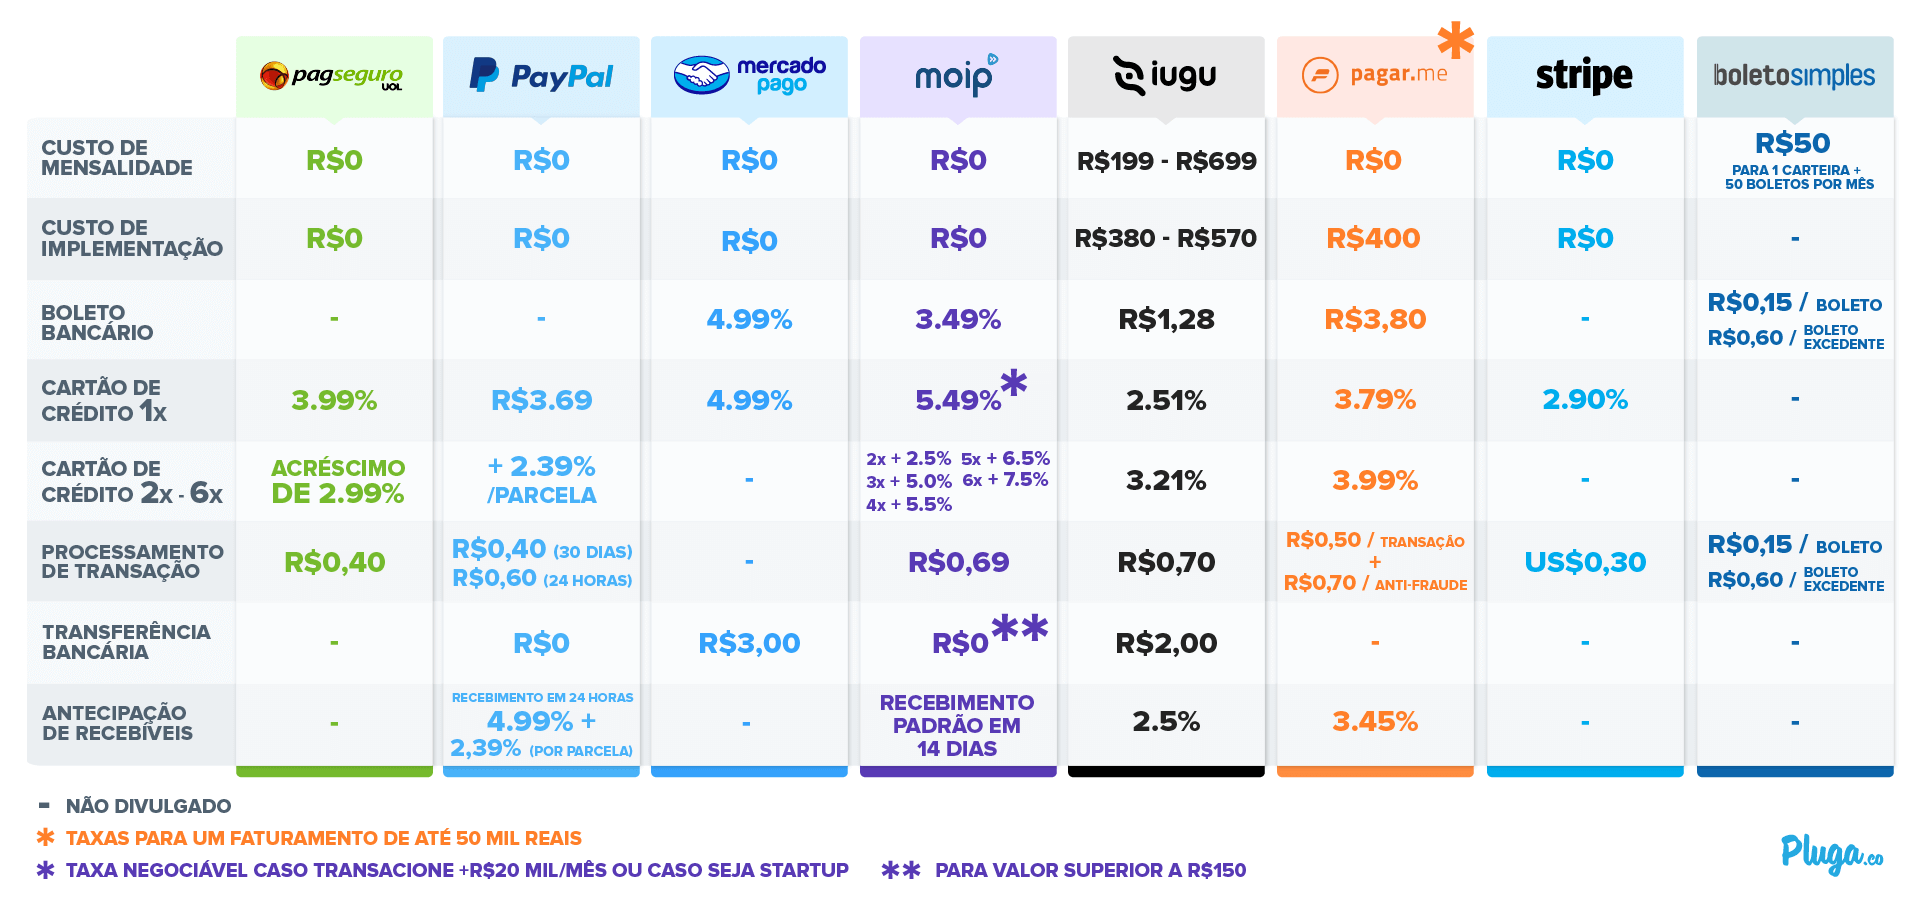 pagseguro
UOL
PayPal
mercado
pago
moip
iugu
pagar.me *
stripe
boletosimples
CUSTO DE
MENSALIDADE
R$0
R$0
R$0
R$0
R$199 - R$699
R$0
R$0
R$50
PARA 1 CARTEIRA +
50 BOLETOS POR MÊS
CUSTO DE
IMPLEMENTAÇÃO
R$0
R$0
R$0
R$0
R$380 - R$570
R$400
R$0
-
BOLETO
BANCÁRIO
-
-
4.99%
3.49%
R$1,28
R$3,80
-
R$0,15 / BOLETO
R$0,60 / BOLETO
EXCEDENTE
CARTÃO DE
CRÉDITO 1X
3.99%
R$3.69
4.99%
5.49% *
2.51%
3.79%
2.90%
-
CARTÃO DE
CRÉDITO 2X - 6X
ACRÉSCIMO
DE 2.99%
+ 2.39%
/PARCELA
-
2x + 2.5% 5x + 6.5%
3x + 5.0% 6x + 7.5%
4x + 5.5%
3.21%
3.99%
-
-
PROCESSAMENTO
DE TRANSAÇÃO
R$0,40
R$0,40 (30 DIAS)
R$0,60 (24 HORAS)
-
R$0,69
R$0,70
R$0,50 / TRANSAÇÃO
+
R$0,70 / ANTI-FRAUDE
US$0,30
R$0,15 / BOLETO
R$0,60 / BOLETO
EXCEDENTE
TRANSFERÊNCIA
BANCÁRIA
-
R$0
R$3,00
R$0 **
R$2,00
-
-
-
ANTECIPAÇÃO
DE RECEBÍVEIS
-
RECEBIMENTO EM 24 HORAS
4.99% +
2,39% (POR PARCELA)
-
RECEBIMENTO
PADRÃO EM
14 DIAS
2.5%
3.45%
-
-
- NÃO DIVULGADO
* TAXAS PARA UM FATURAMENTO DE ATÉ 50 MIL REAIS
* TAXA NEGOCIÁVEL CASO TRANSACIONE +R$20 MIL/MÊS OU CASO SEJA STARTUP ** PARA VALOR SUPERIOR A R$150
Pluga.co